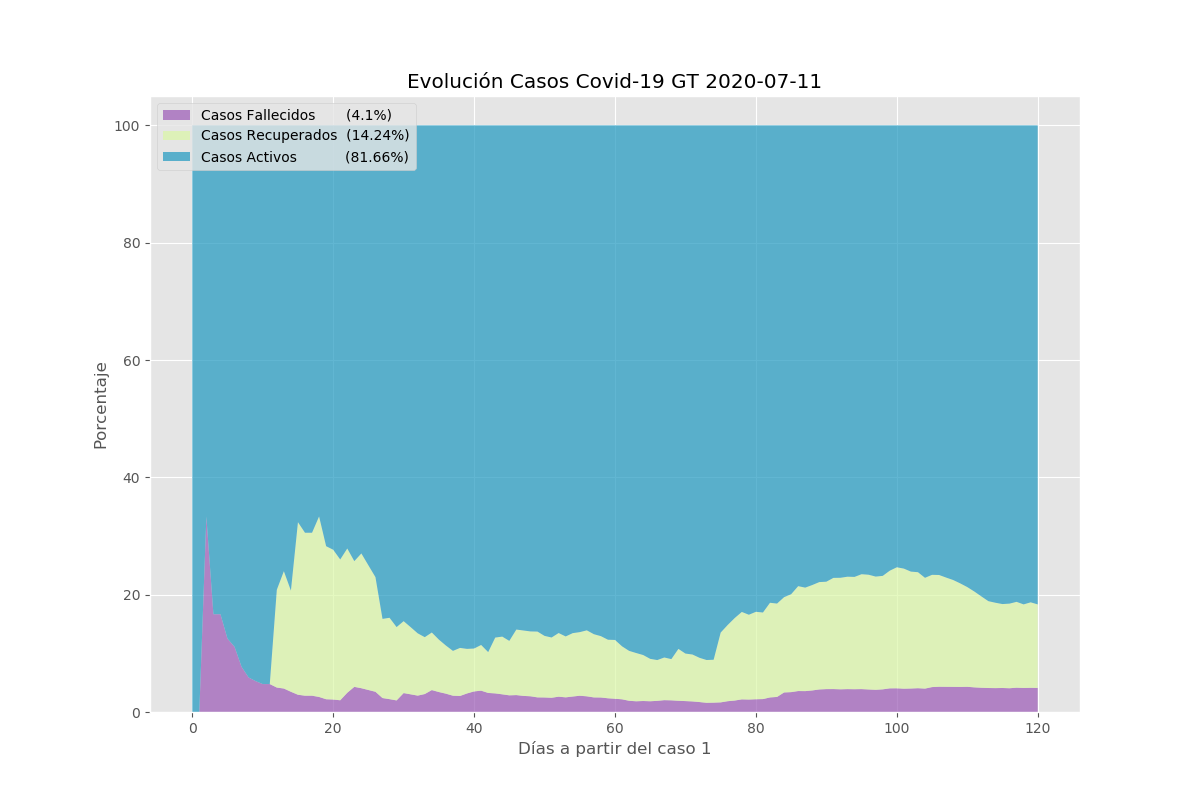 Evolución Casos Covid-19 GT 2020-07-11
Casos Fallecidos (4.1%)
Casos Recuperados (14.24%)
Casos Activos (81.66%)
100
80
60
40
20
0
Porcentaje
0 20 40 60 80 100 120
Días a partir del caso 1